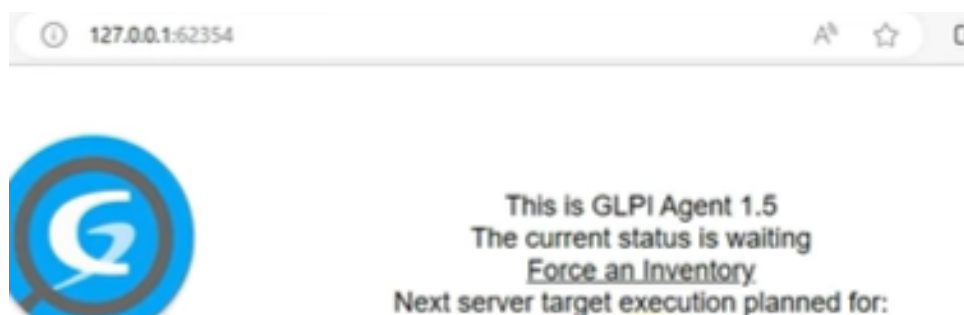 127.0.0.1:62354
This is GLPI Agent 1.5
The current status is waiting
Force an Inventory
Next server target execution planned for: